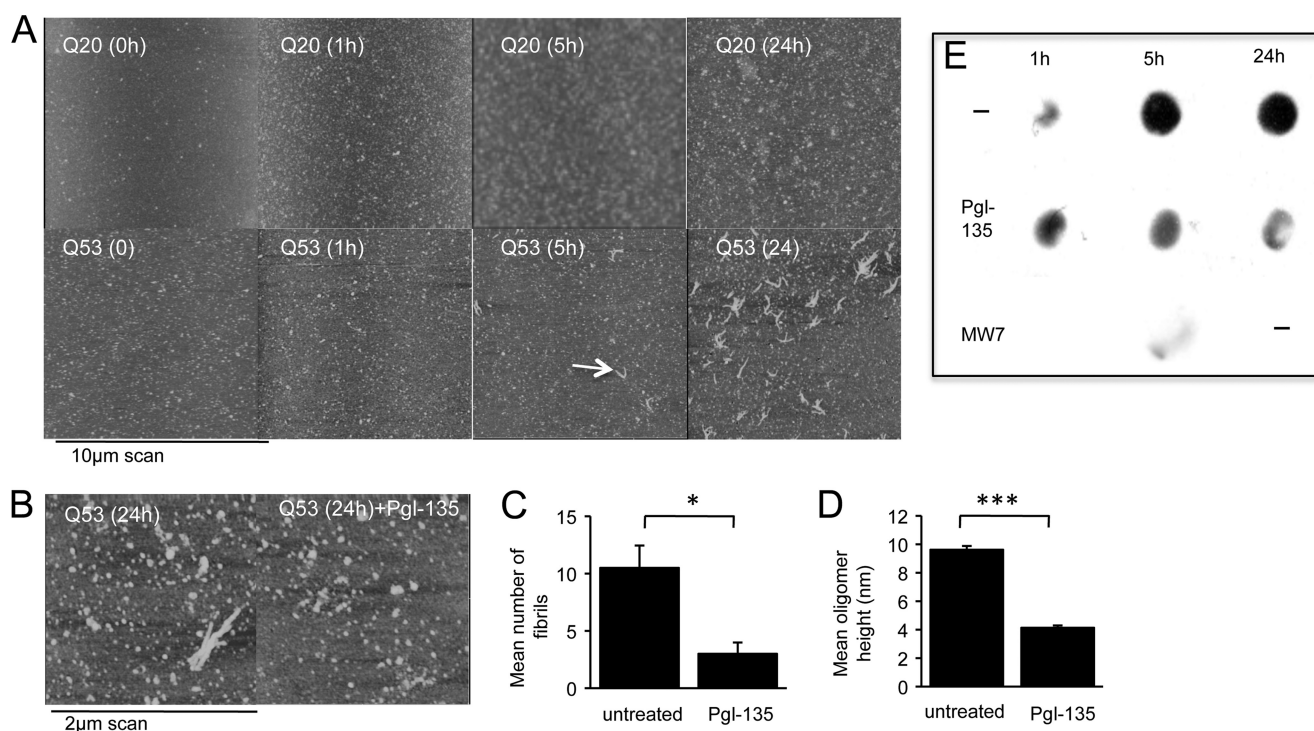 A
Q20 (0h)
Q20 (1h)
Q20 (5h)
Q20 (24h)
Q53 (0)
Q53 (1h)
Q53 (5h)
Q53 (24)
10µm scan
B
Q53 (24h)
Q53 (24h)+Pgl-135
2µm scan
C
*
15
10
5
0
Mean number of
fibrils
untreated
Pgl-135
D
***
12
10
8
6
4
2
0
Mean oligomer
height (nm)
untreated
Pgl-135
E
1h
5h
24h
–
Pgl-
135
MW7
–